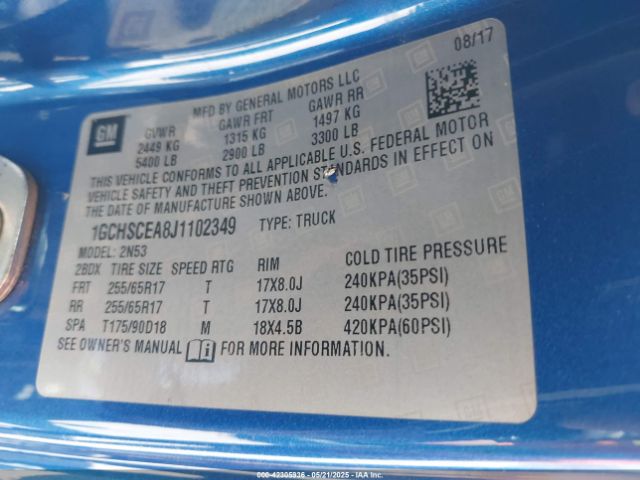 08/17
MFD BY GENERAL MOTORS LLC
GM
GVWR GAWR FRT GAWR RR
2449 KG 1315 KG 1497 KG
5400 LB 2900 LB 3300 LB
THIS VEHICLE CONFORMS TO ALL APPLICABLE U.S. FEDERAL MOTOR
VEHICLE SAFETY AND THEFT PREVENTION STANDARDS IN EFFECT ON
THE DATE OF MANUFACTURE SHOWN ABOVE.
1GCHSCEA8J1102349 TYPE: TRUCK
MODEL: 2N53
2BDX TIRE SIZE SPEED RTG RIM COLD TIRE PRESSURE
FRT 255/65R17 T 17X8.0J 240KPA(35PSI)
RR 255/65R17 T 17X8.0J 240KPA(35PSI)
SPA T175/90D18 M 18X4.5B 420KPA(60PSI)
SEE OWNER'S MANUAL FOR MORE INFORMATION.
000-42305936 - 05/21/2025 - IAA Inc.